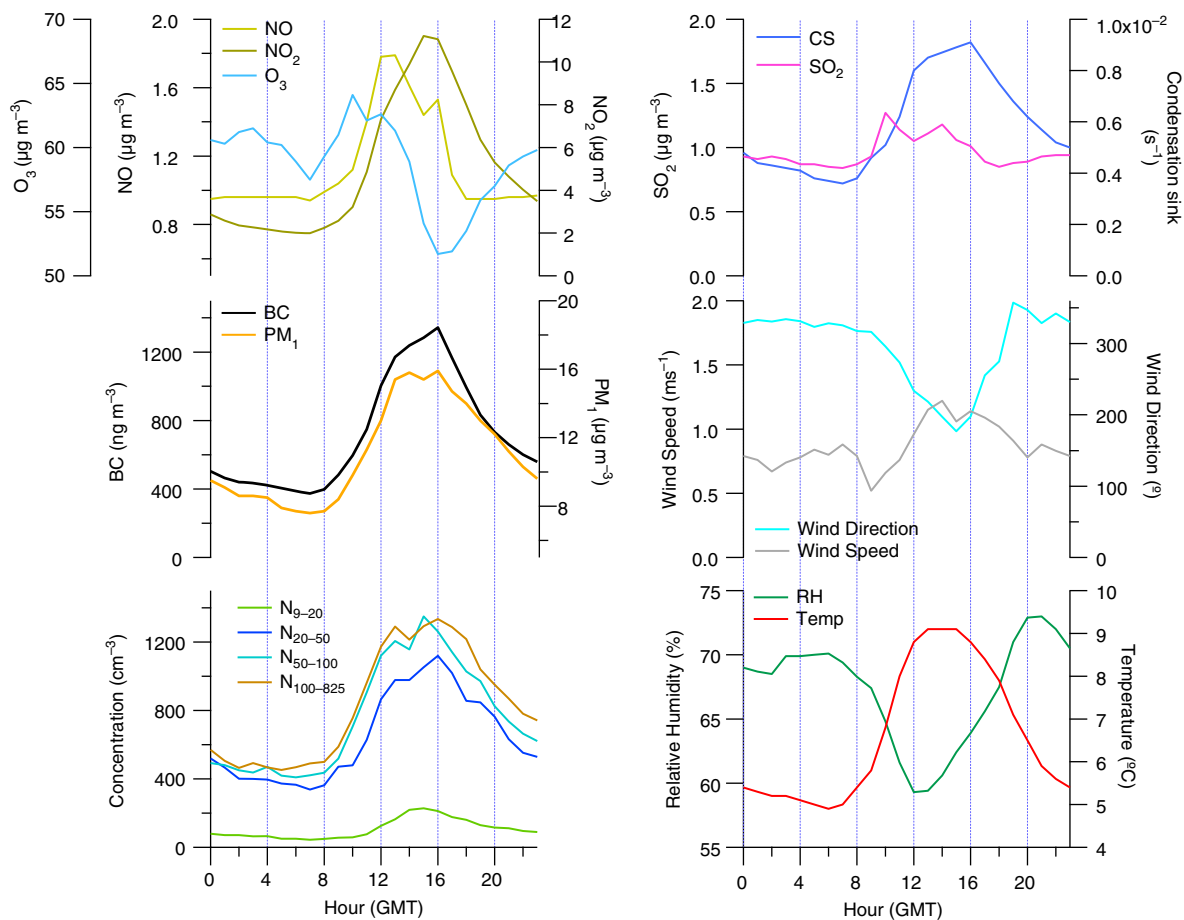 70
65
60
55
50
O3 (µg m−3)
2.0
1.6
1.2
0.8
NO (µg m−3)
NO
NO2
O3
12
10
8
6
4
2
0
NO2 (µg m−3)
2.0
1.5
1.0
0.5
0.0
SO2 (µg m−3)
CS
SO2
1.0x10−2
0.8
0.6
0.4
0.2
0.0
Condensation sink
(s−1)
1200
800
400
0
BC (ng m−3)
BC
PM1
20
16
12
8
PM1 (µg m−3)
2.0
1.5
1.0
0.5
0.0
Wind Speed (ms−1)
Wind Direction
Wind Speed
300
200
100
0
Wind Direction (º)
1200
800
400
0
Concentration (cm−3)
N9–20
N20–50
N50–100
N100–825
0
4
8
12
16
20
Hour (GMT)
75
70
65
60
55
Relative Humidity (%)
RH
Temp
10
9
8
7
6
5
4
Temperature (ºC)
0
4
8
12
16
20
Hour (GMT)